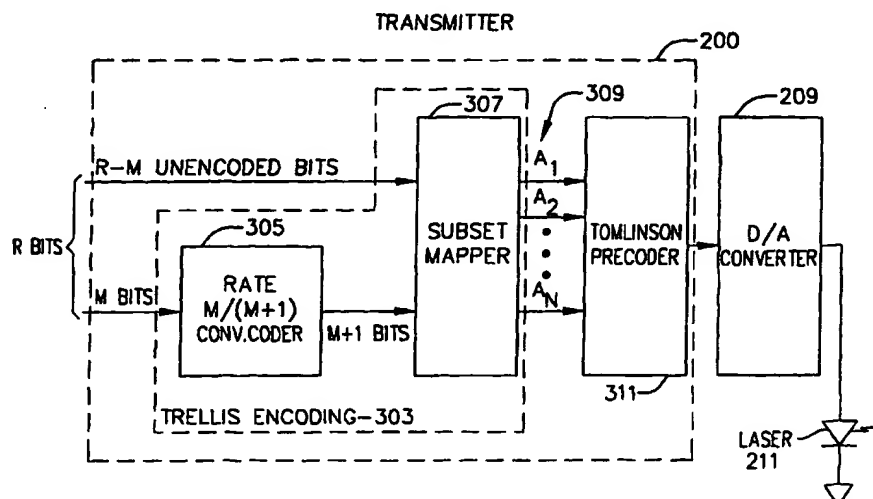 TRANSMITTER
200
307
309
209
R-M UNENCODED BITS
A1
A2
R BITS
305
SUBSET
MAPPER
TOMLINSON
PRECODER
D/A
CONVERTER
RATE
M/(M+1)
CONV.CODER
M BITS
M+1 BITS
AN
311
TRELLIS ENCODING-303
LASER
211